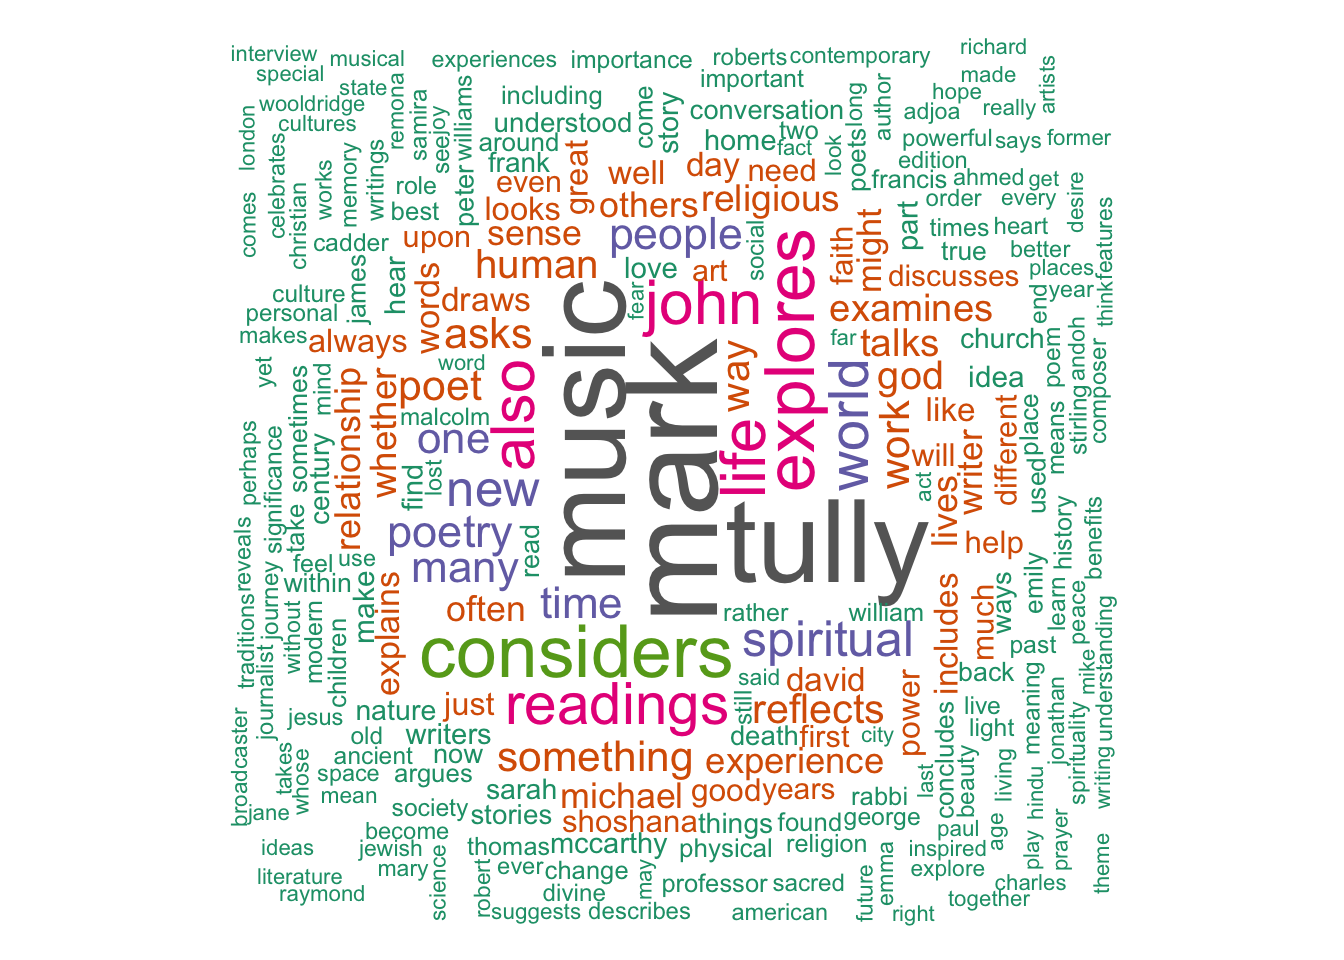 interview
musical
experiences
importance
roberts
contemporary
richard
special
state
important
made
artists
wooldridge
remona
samira
including
come
story
conversation
long
author
hope
really
adjoa
cultures
seejoy
williams
understood
two
poets
powerful
says
former
london
celebrates
around
home
fact
look
edition
works
memory
writings
frank
great
well
day
need
francis
ahmed
get
role
peter
even
others
religious
order
every
desire
features
comes
christian
best
looks
social
part
times
heart
cadder
upon
sense
people
faith
might
true
better
james
hear
words
human
love
art
explores
discusses
places
think
culture
draws
fear
john
end
year
personal
examines
makes
always
asks
music
mark
way
far
talks
church
poem
andoh
composer
yet
word
world
god
idea
stirling
mind
sometimes
relationship
whether
poet
also
life
work
like
different
place
perhaps
malcolm
one
will
writer
used
means
significance
century
find
lost
new
act
lives
take
poetry
read
tully
help
history
benefits
reveals
journey
feel
use
many
within
make
explains
often
time
rather
william
includes
much
ways
emily
learn
peace
traditions
without
modern
children
considers
spiritual
past
understanding
journalist
said
david
back
meaning
mike
jesus
nature
just
readings
still
reflects
power
live
light
jonathan
spirituality
broadcaster
old
writers
death
first
city
concludes
takes
whose
ancient
now
something
experience
last
beauty
living
hindu
writing
space
argues
jane
mean
society
sarah
michael
good
years
rabbi
stories
shoshana
things
found
george
paul
age
play
prayer
become
ideas
jewish
thomas
mccarthy
physical
religion
inspired
theme
mary
science
ever
change
may
explore
literature
raymond
robert
divine
professor
sacred
future
emma
charles
together
suggests
describes
american
right